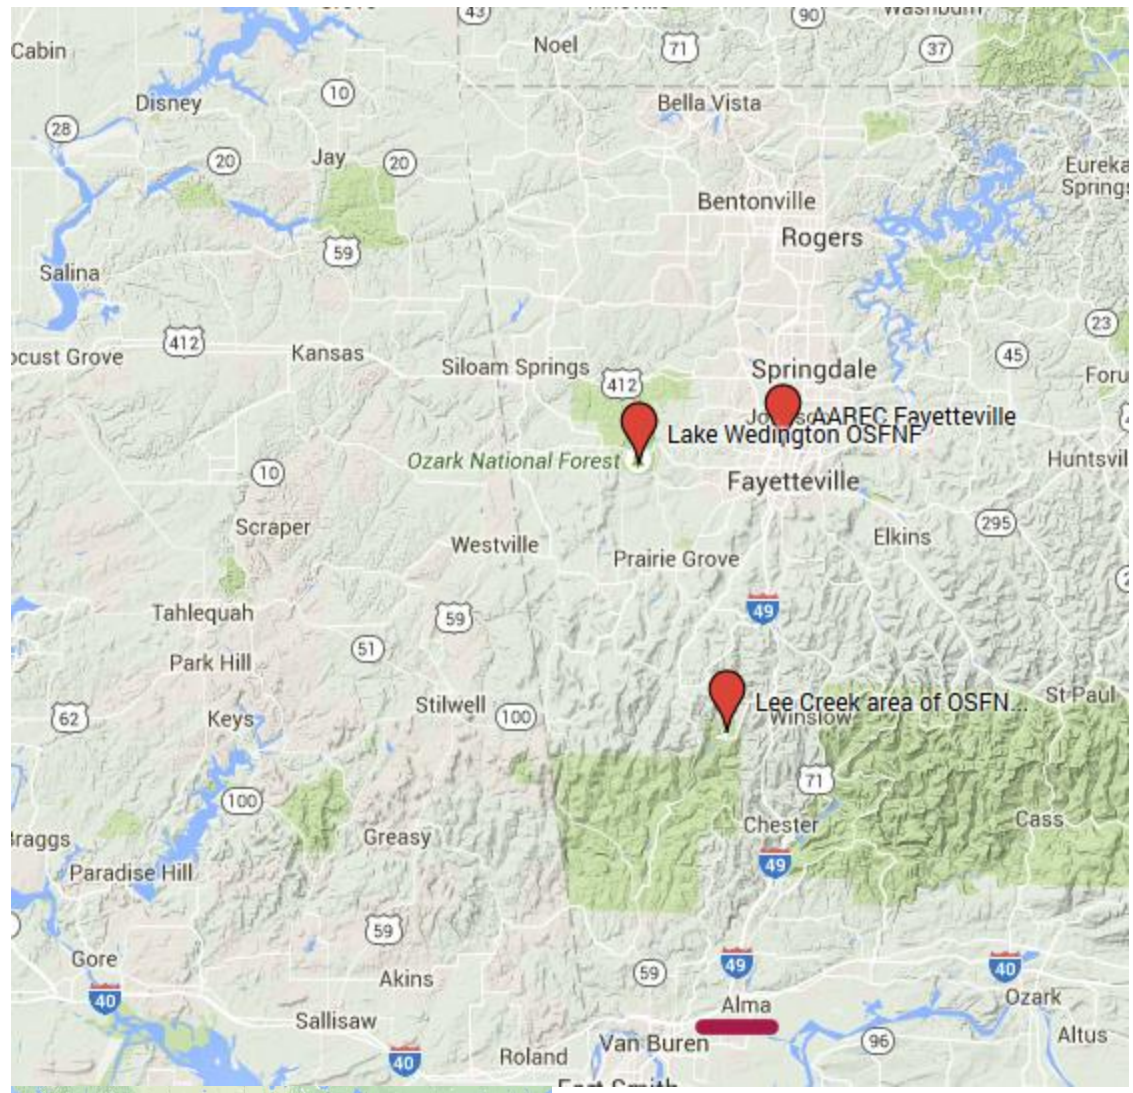 43
90
Washburn
Cabin
Noel
71
37
10
Disney
Bella Vista
28
20
Jay
20
Eureka
Springs
Bentonville
Rogers
59
Salina
23
412
ocust Grove
Kansas
Siloam Springs
412
Springdale
45
Foru
AAREC Fayetteville
Lake Wedington OSFNF
Ozark National Forest
Fayetteville
Huntsvil
10
Scraper
Westville
Prairie Grove
Elkins
295
Tahlequah
59
49
51
Park Hill
Stilwell
100
Lee Creek area of OSFN...
Winslow
St Paul
62
Keys
71
100
Greasy
Chester
Cass
Braggs
Paradise Hill
49
59
Gore
Akins
59
49
40
40
Sallisaw
Alma
Ozark
Van Buren
96
Altus
40
Roland
Fort Smith